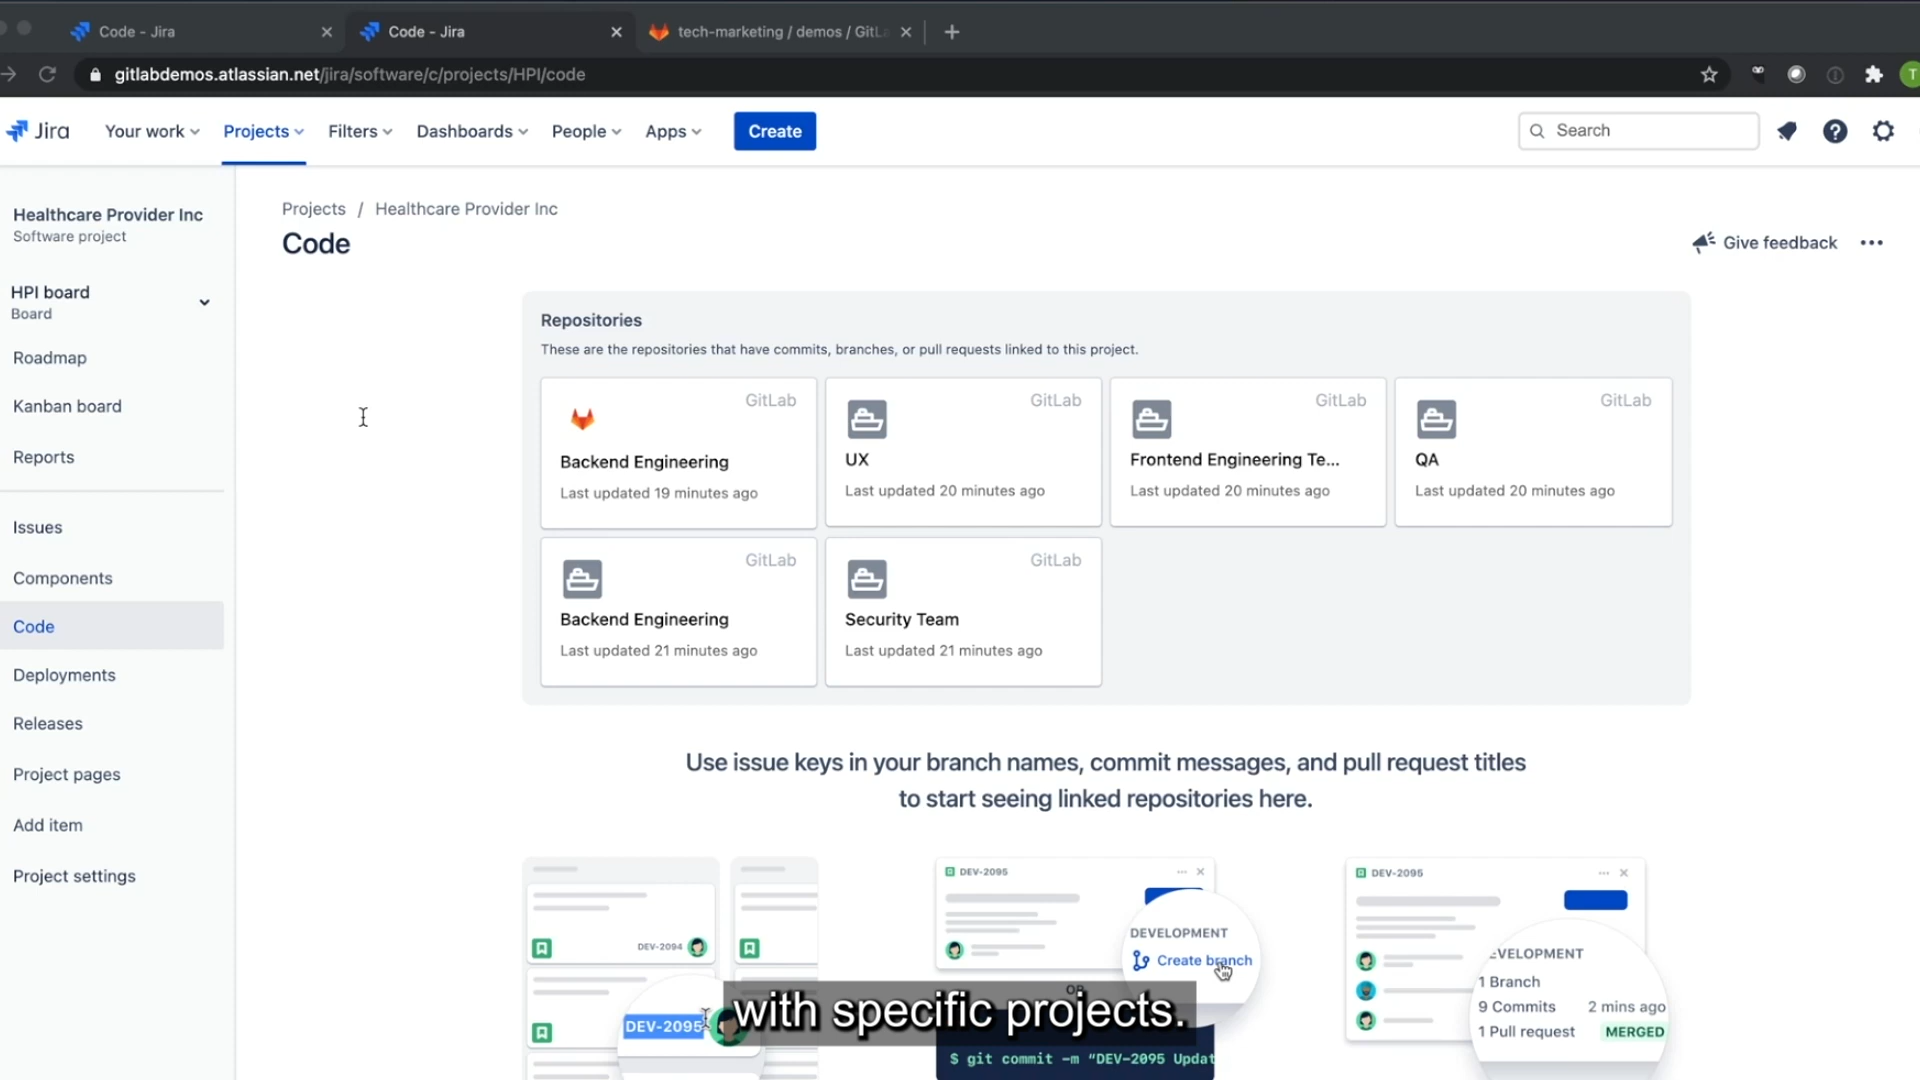 Code - Jira
Code - Jira
tech-marketing / demos / GitLa
gitlabdemos.atlassian.net/jira/software/c/projects/HPI/code
T
Jira
Your work
Projects
Filters
Dashboards
People
Apps
Create
Search
Healthcare Provider Inc
Software project
HPI board
Board
Roadmap
Kanban board
Reports
Issues
Components
Code
Deployments
Releases
Project pages
Add item
Project settings
Projects / Healthcare Provider Inc
Code
Give feedback
Repositories
These are the repositories that have commits, branches, or pull requests linked to this project.
GitLab
Backend Engineering
Last updated 19 minutes ago
GitLab
UX
Last updated 20 minutes ago
GitLab
Frontend Engineering Te...
Last updated 20 minutes ago
GitLab
QA
Last updated 20 minutes ago
GitLab
Backend Engineering
Last updated 21 minutes ago
GitLab
Security Team
Last updated 21 minutes ago
Use issue keys in your branch names, commit messages, and pull request titles
to start seeing linked repositories here.
DEV-2094
DEV-2095
DEV-2095
DEVELOPMENT
Create branch
OR
$ git commit -m "DEV-2095 Updat
DEV-2095
EVELOPMENT
1 Branch
9 Commits 2 mins ago
1 Pull request MERGED
with specific projects.